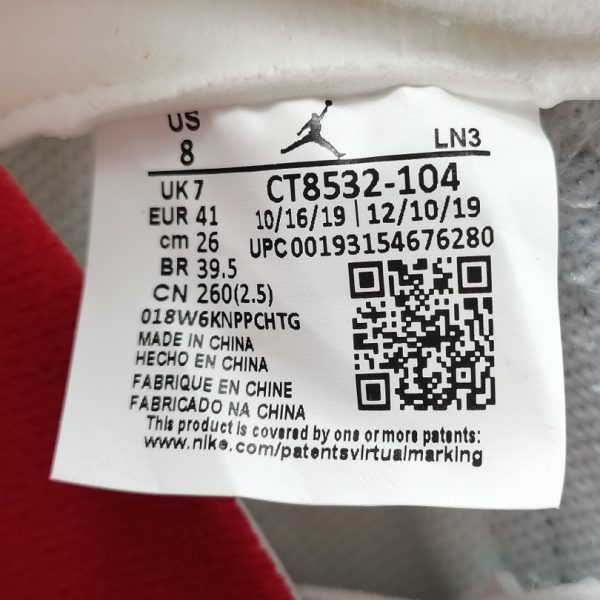 US
8
LN3
UK 7
CT8532-104
EUR 41
10/16/19 | 12/10/19
cm 26
UPC00193154676280
BR 39.5
CN 260(2.5)
018W6KNPPCHTG
MADE IN CHINA
HECHO EN CHINA
FABRIQUE EN CHINE
FABRICADO NA CHINA
This product is covered by one or more patents:
www.nike.com/patentsvirtualmarking